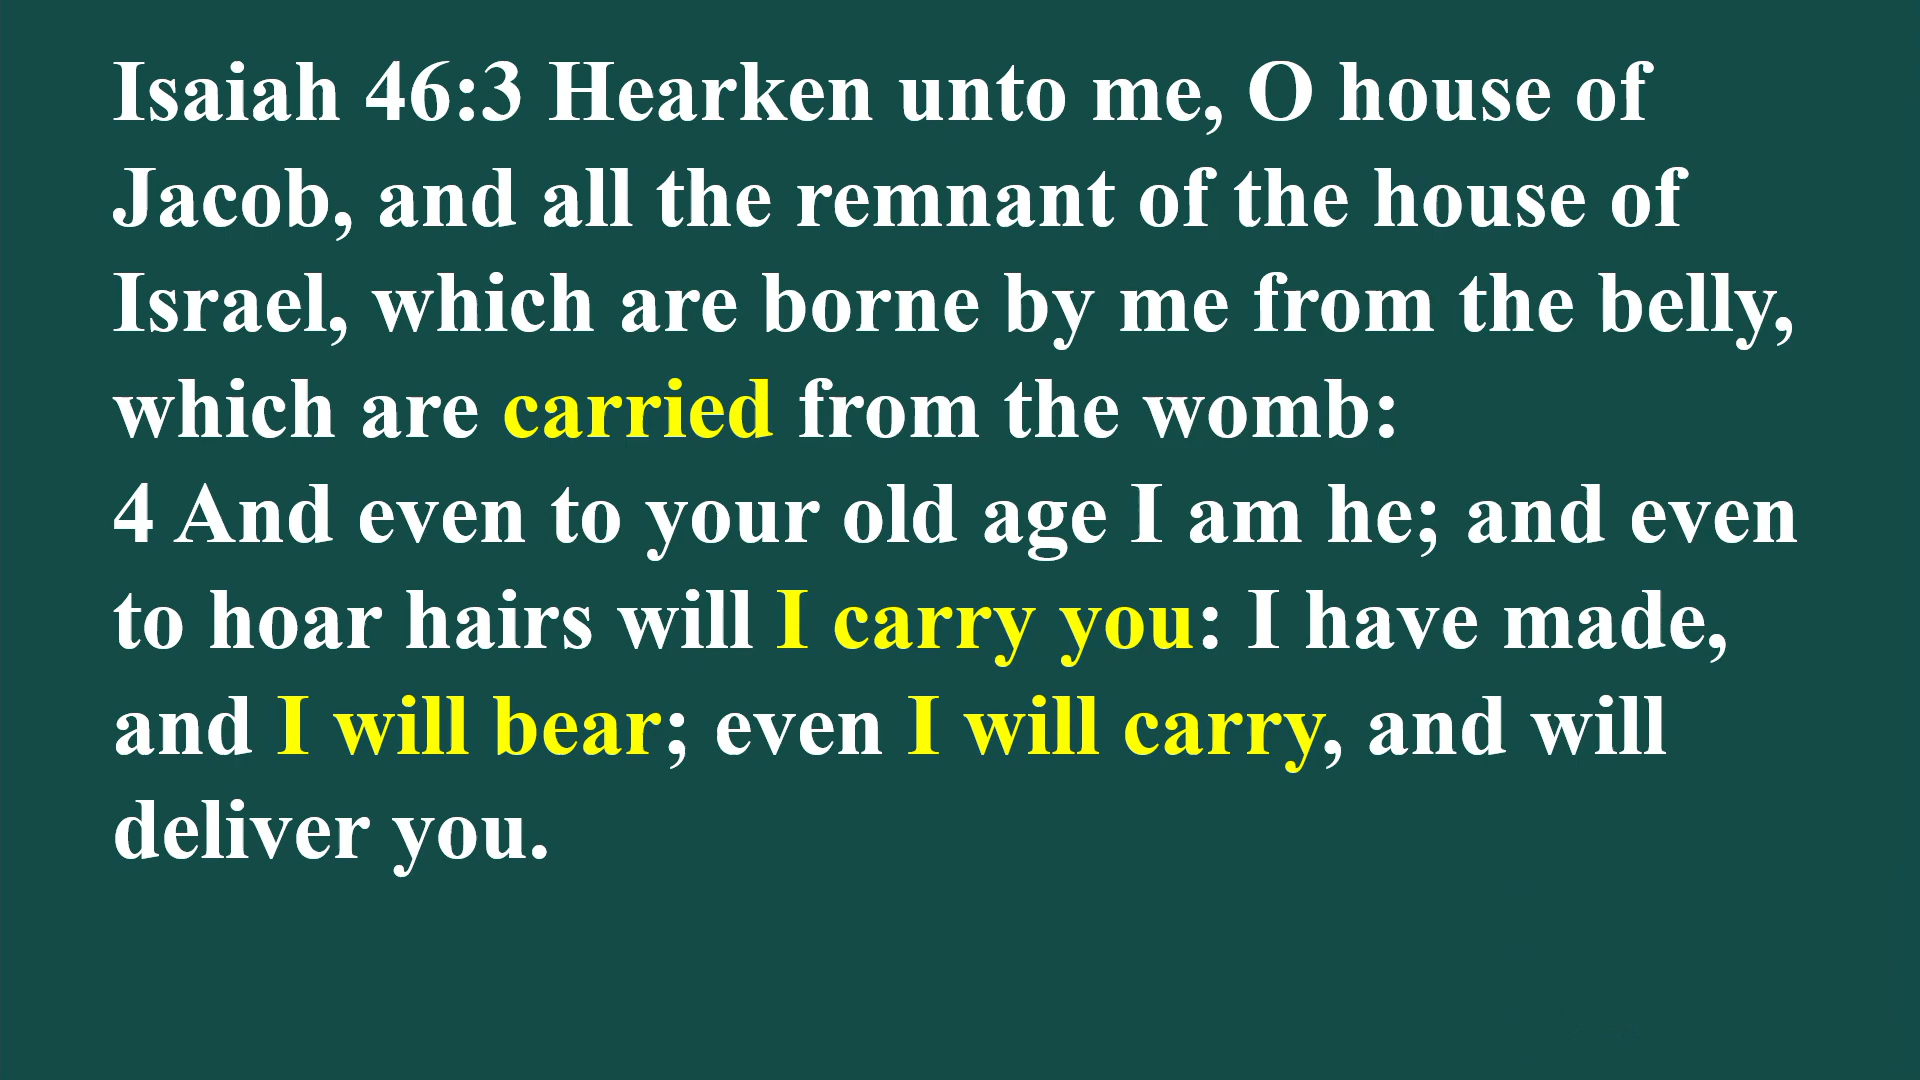 Isaiah 46:3 Hearken unto me, O house of
Jacob, and all the remnant of the house of
Israel, which are borne by me from the belly,
which are carried from the womb:
4 And even to your old age I am he; and even
to hoar hairs will I carry you: I have made,
and I will bear; even I will carry, and will
deliver you.